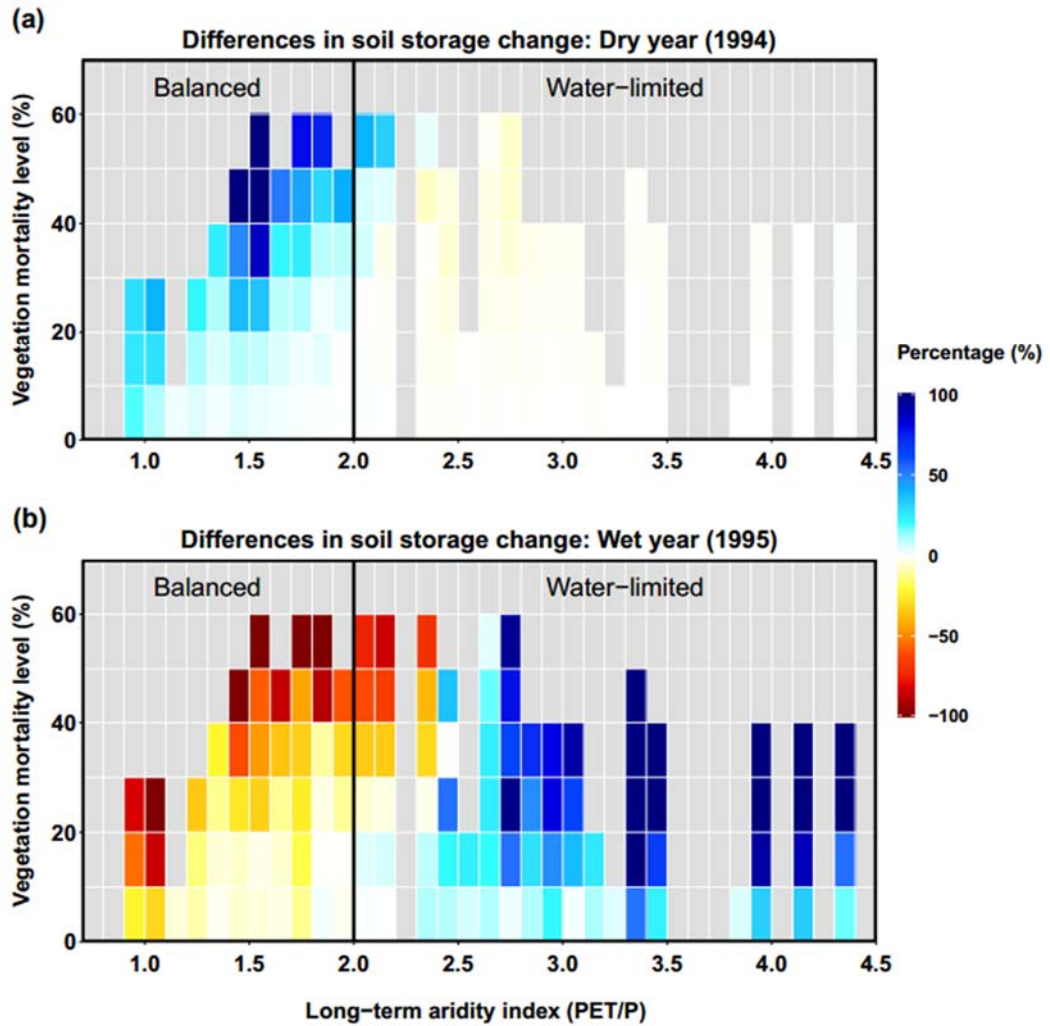 (a)
Differences in soil storage change: Dry year (1994)
Balanced
Water−limited
Vegetation mortality level (%)
60
40
20
0
1.0 1.5 2.0 2.5 3.0 3.5 4.0 4.5
Percentage (%)
100
50
0
−50
−100
(b)
Differences in soil storage change: Wet year (1995)
Balanced
Water−limited
Vegetation mortality level (%)
60
40
20
0
1.0 1.5 2.0 2.5 3.0 3.5 4.0 4.5
Long−term aridity index (PET/P)